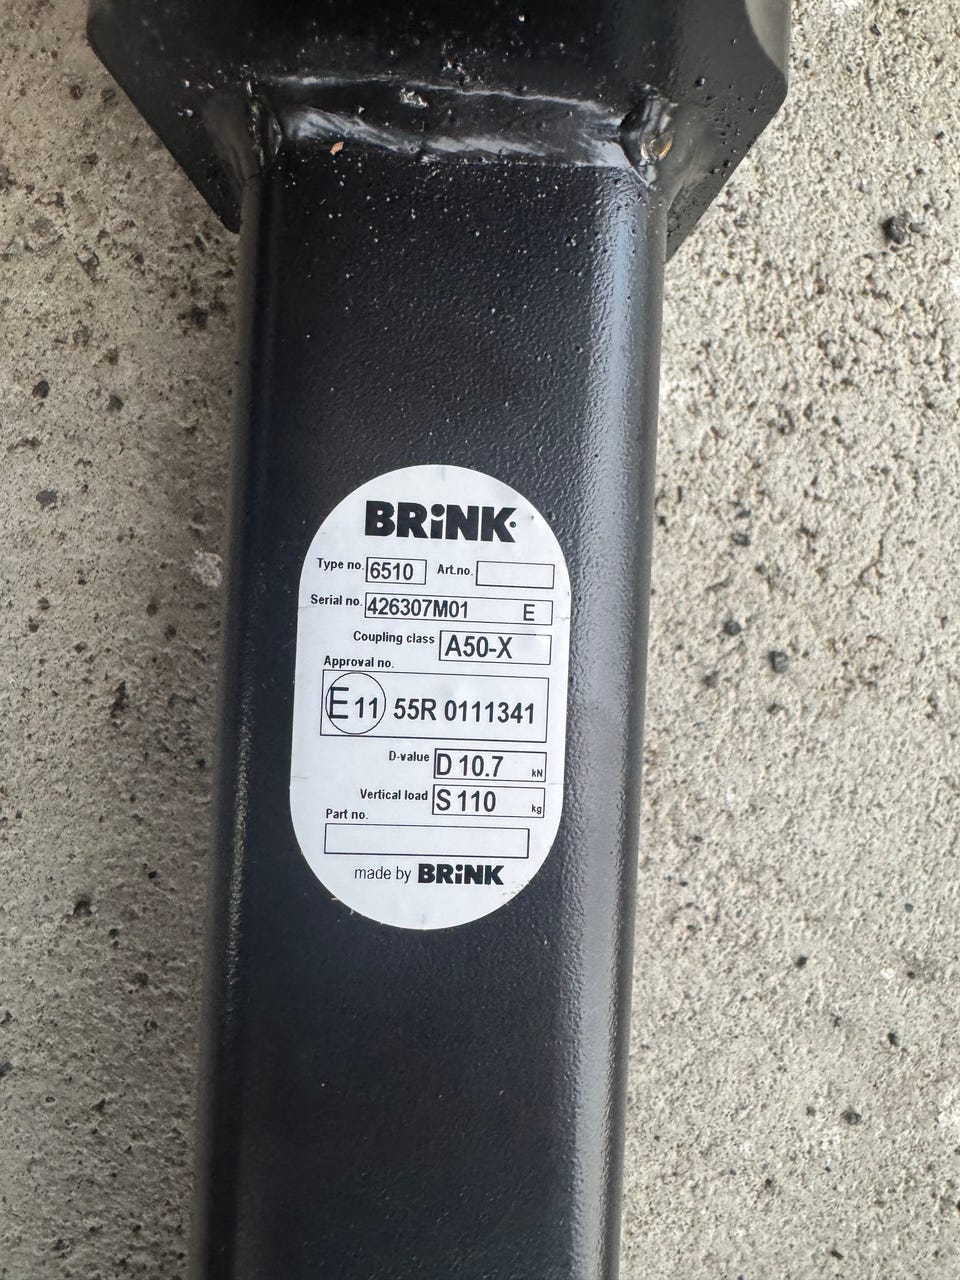 BRiNK
Type no. 6510 Art.no.
Serial no. 426307M01 E
Coupling class A50-X
Approval no.
E 11 55R 0111341
D-value D 10.7 kN
Vertical load S 110 kg
Part no.
made by BRiNK